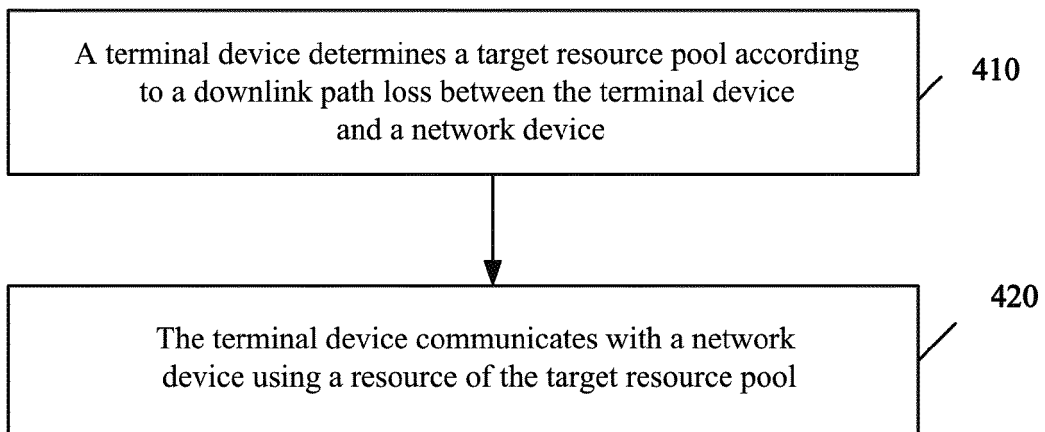 A terminal device determines a target resource pool according
to a downlink path loss between the terminal device
and a network device
410
The terminal device communicates with a network
device using a resource of the target resource pool
420